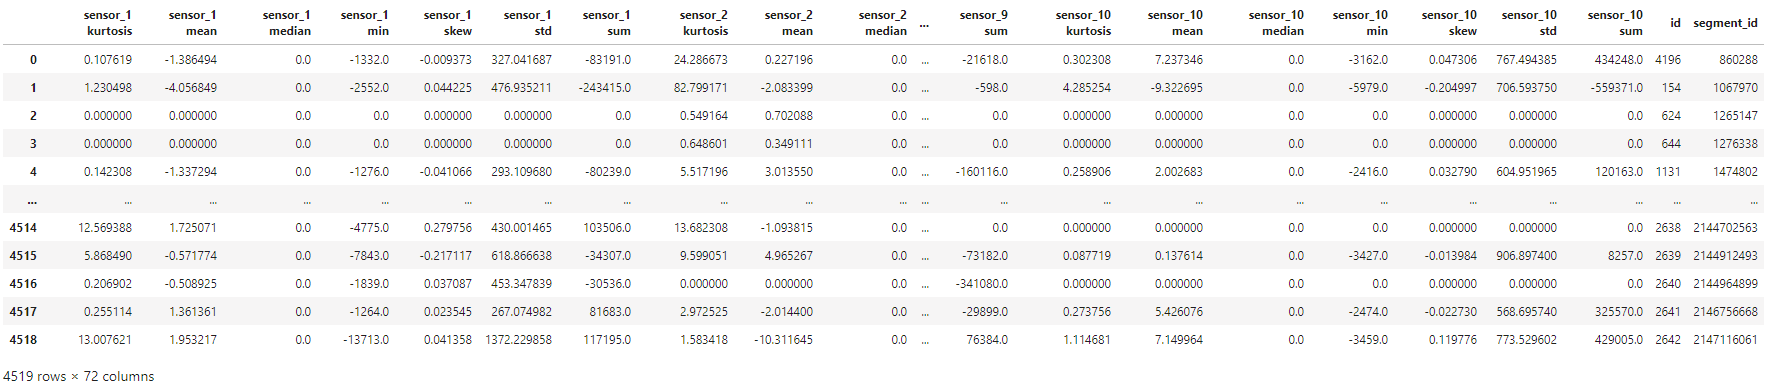 sensor_1 sensor_1 sensor_1 sensor_1 sensor_1 sensor_1 sensor_1 sensor_2 sensor_2 sensor_2 ... sensor_9 sensor_10 sensor_10 sensor_10 sensor_10 sensor_10 sensor_10 sensor_10 id segment_id
kurtosis mean median min skew std sum kurtosis mean median sum kurtosis mean median min skew std sum
0 0.107619 -1.386494 0.0 -1332.0 -0.009373 327.041687 -83191.0 24.286673 0.227196 0.0 ... -21618.0 0.302308 7.237346 0.0 -3162.0 0.047306 767.494385 434248.0 4196 860288
1 1.230498 -4.056849 0.0 -2552.0 0.044225 476.935211 -243415.0 82.799171 -2.083399 0.0 ... -598.0 4.285254 -9.322695 0.0 -5979.0 -0.204997 706.593750 -559371.0 154 1067970
2 0.000000 0.000000 0.0 0.0 0.000000 0.000000 0.0 0.549164 0.702088 0.0 ... 0.0 0.000000 0.000000 0.0 0.0 0.000000 0.000000 0.0 624 1265147
3 0.000000 0.000000 0.0 0.0 0.000000 0.000000 0.0 0.648601 0.349111 0.0 ... 0.0 0.000000 0.000000 0.0 0.0 0.000000 0.000000 0.0 644 1276338
4 0.142308 -1.337294 0.0 -1276.0 -0.041066 293.109680 -80239.0 5.517196 3.013550 0.0 ... -160116.0 0.258906 2.002683 0.0 -2416.0 0.032790 604.951965 120163.0 1131 1474802
... ... ... ... ... ... ... ... ... ... ... ... ... ... ... ... ... ... ... ... ... ...
4514 12.569388 1.725071 0.0 -4775.0 0.279756 430.001465 103506.0 13.682308 -1.093815 0.0 ... 0.0 0.000000 0.000000 0.0 0.0 0.000000 0.000000 0.0 2638 2144702563
4515 5.868490 -0.571774 0.0 -7843.0 -0.217117 618.866638 -34307.0 9.599051 4.965267 0.0 ... -73182.0 0.087719 0.137614 0.0 -3427.0 -0.013984 906.897400 8257.0 2639 2144912493
4516 0.206902 -0.508925 0.0 -1839.0 0.037087 453.347839 -30536.0 0.000000 0.000000 0.0 ... -341080.0 0.000000 0.000000 0.0 0.0 0.000000 0.000000 0.0 2640 2144964899
4517 0.255114 1.361361 0.0 -1264.0 0.023545 267.074982 81683.0 2.972525 -2.014400 0.0 ... -29899.0 0.273756 5.426076 0.0 -2474.0 -0.022730 568.695740 325570.0 2641 2146756668
4518 13.007621 1.953217 0.0 -13713.0 0.041358 1372.229858 117195.0 1.583418 -10.311645 0.0 ... 76384.0 1.114681 7.149964 0.0 -3459.0 0.119776 773.529602 429005.0 2642 2147116061
4519 rows × 72 columns